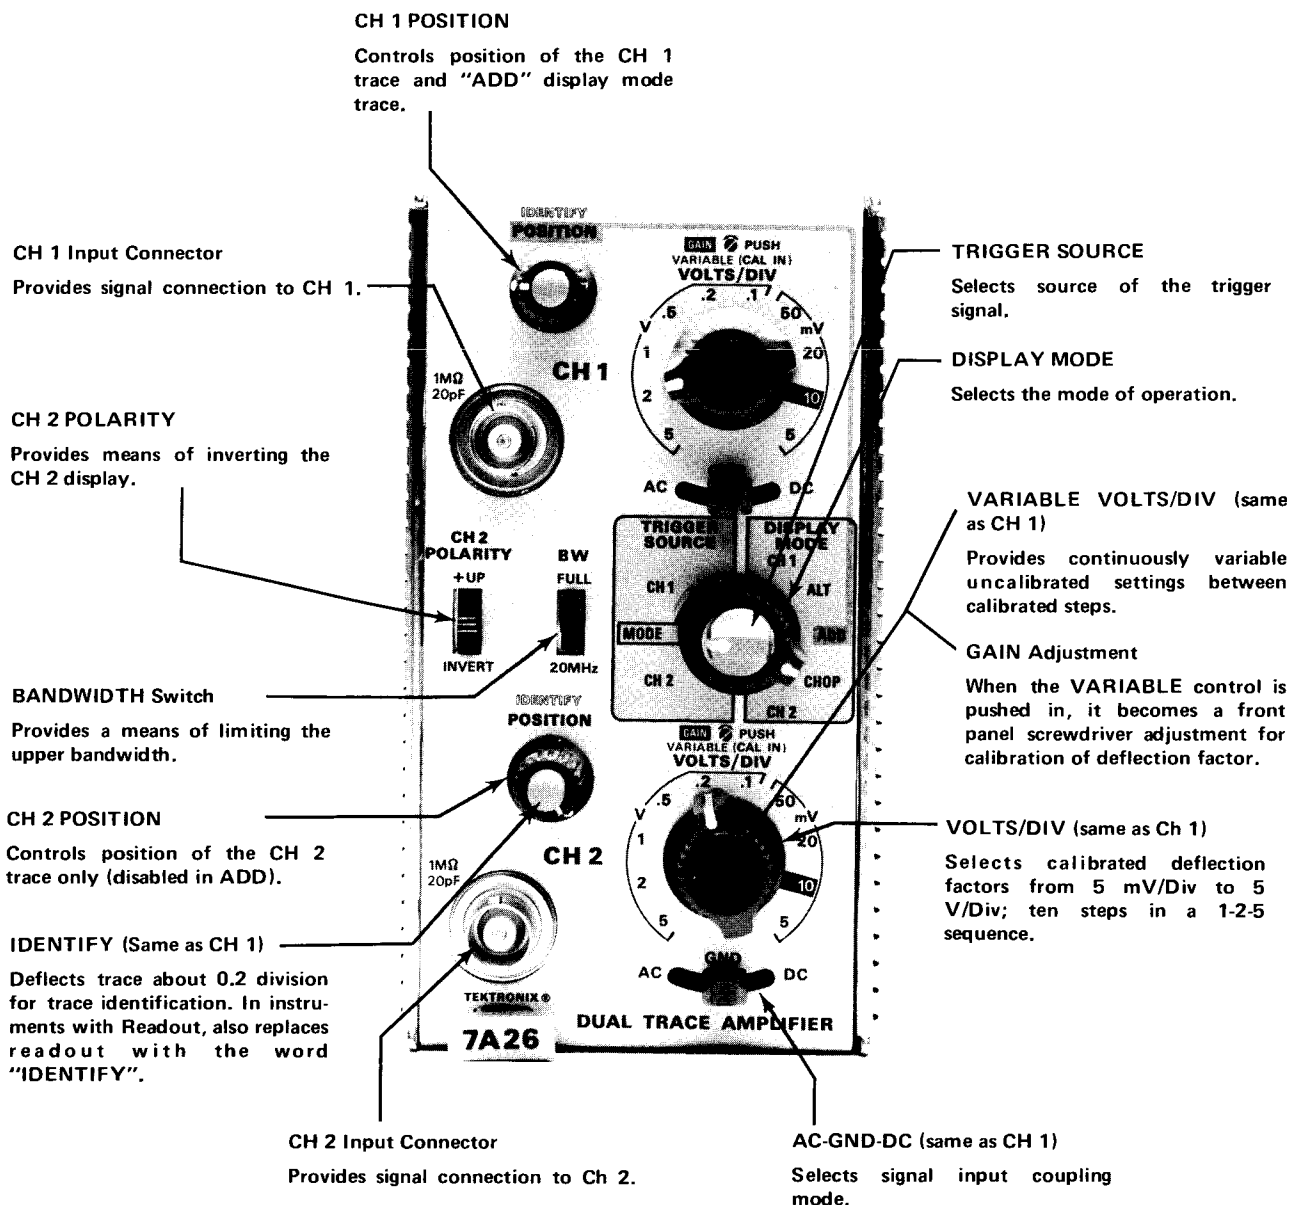 CH 1 POSITION
Controls position of the CH 1
trace and "ADD" display mode
trace.
CH 1 Input Connector
Provides signal connection to CH 1.
CH 2 POLARITY
Provides means of inverting the
CH 2 display.
BANDWIDTH Switch
Provides a means of limiting the
upper bandwidth.
CH 2 POSITION
Controls position of the CH 2
trace only (disabled in ADD).
IDENTIFY (Same as CH 1)
Deflects trace about 0.2 division
for trace identification. In instru-
ments with Readout, also replaces
readout with the word
"IDENTIFY".
CH 2 Input Connector
Provides signal connection to Ch 2.
IDENTIFY
POSITION
GAIN PUSH
VARIABLE (CAL IN)
VOLTS/DIV
.2 .1
.5 50
V mV
1 20
2 10
5 5
CH 1
1MΩ
20pF
AC DC
TRIGGER
SOURCE
DISPLAY
MODE
CH 1
CH 1 ALT
MODE ADD
CH 2 CHOP
CH 2
CH 2
POLARITY
+UP
INVERT
BW
FULL
20MHz
IDENTIFY
POSITION
GAIN PUSH
VARIABLE (CAL IN)
VOLTS/DIV
.2 .1
.5 50
V mV
1 20
2 10
5 5
CH 2
1MΩ
20pF
GND
AC DC
TEKTRONIX®
7A26
DUAL TRACE AMPLIFIER
TRIGGER SOURCE
Selects source of the trigger
signal.
DISPLAY MODE
Selects the mode of operation.
VARIABLE VOLTS/DIV (same
as CH 1)
Provides continuously variable
uncalibrated settings between
calibrated steps.
GAIN Adjustment
When the VARIABLE control is
pushed in, it becomes a front
panel screwdriver adjustment for
calibration of deflection factor.
VOLTS/DIV (same as Ch 1)
Selects calibrated deflection
factors from 5 mV/Div to 5
V/Div; ten steps in a 1-2-5
sequence.
AC-GND-DC (same as CH 1)
Selects signal input coupling
mode.